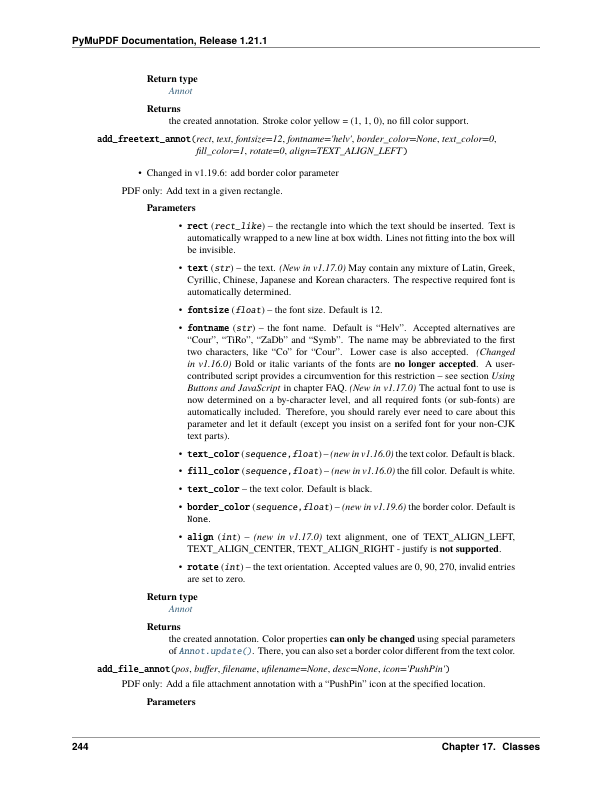 PyMuPDF Documentation, Release 1.21.1
Return type
Annot
Returns
the created annotation. Stroke color yellow = (1, 1, 0), no fill color support.
add_freetext_annot(rect, text, fontsize=12, fontname='helv', border_color=None, text_color=0,
fill_color=1, rotate=0, align=TEXT_ALIGN_LEFT)
• Changed in v1.19.6: add border color parameter
PDF only: Add text in a given rectangle.
Parameters
• rect (rect_like) – the rectangle into which the text should be inserted. Text is
automatically wrapped to a new line at box width. Lines not fitting into the box will
be invisible.
• text (str) – the text. (New in v1.17.0) May contain any mixture of Latin, Greek,
Cyrillic, Chinese, Japanese and Korean characters. The respective required font is
automatically determined.
• fontsize (float) – the font size. Default is 12.
• fontname (str) – the font name. Default is “Helv”. Accepted alternatives are
“Cour”, “TiRo”, “ZaDb” and “Symb”. The name may be abbreviated to the first
two characters, like “Co” for “Cour”. Lower case is also accepted. (Changed
in v1.16.0) Bold or italic variants of the fonts are no longer accepted. A user-
contributed script provides a circumvention for this restriction – see section Using
Buttons and JavaScript in chapter FAQ. (New in v1.17.0) The actual font to use is
now determined on a by-character level, and all required fonts (or sub-fonts) are
automatically included. Therefore, you should rarely ever need to care about this
parameter and let it default (except you insist on a serifed font for your non-CJK
text parts).
• text_color (sequence,float) – (new in v1.16.0) the text color. Default is black.
• fill_color (sequence,float) – (new in v1.16.0) the fill color. Default is white.
• text_color – the text color. Default is black.
• border_color (sequence,float) – (new in v1.19.6) the border color. Default is
None.
• align (int) – (new in v1.17.0) text alignment, one of TEXT_ALIGN_LEFT,
TEXT_ALIGN_CENTER, TEXT_ALIGN_RIGHT - justify is not supported.
• rotate (int) – the text orientation. Accepted values are 0, 90, 270, invalid entries
are set to zero.
Return type
Annot
Returns
the created annotation. Color properties can only be changed using special parameters
of Annot.update(). There, you can also set a border color different from the text color.
add_file_annot(pos, buffer, filename, ufilename=None, desc=None, icon='PushPin')
PDF only: Add a file attachment annotation with a “PushPin” icon at the specified location.
Parameters
244
Chapter 17. Classes